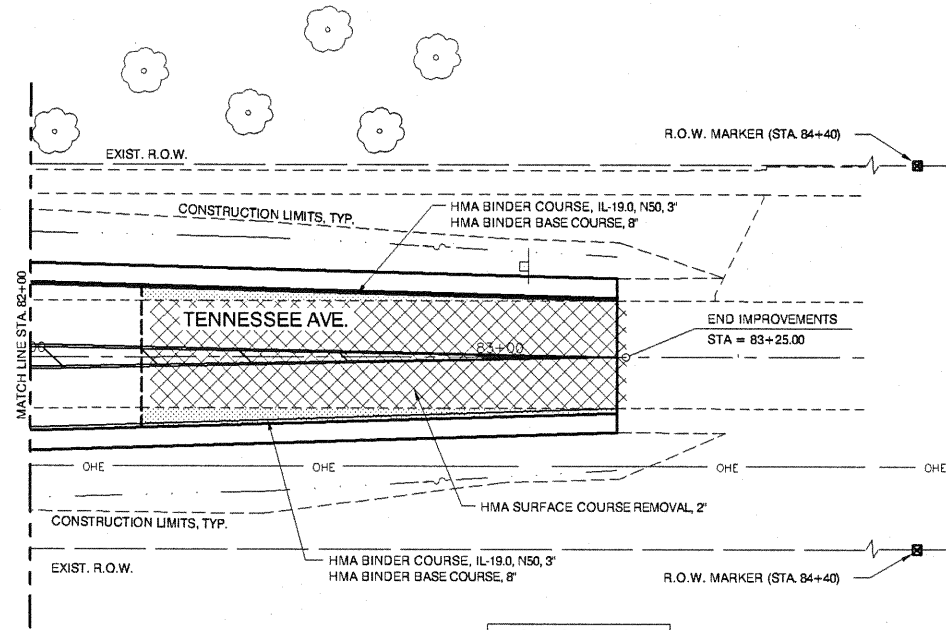 R.O.W. MARKER (STA. 84+40)
EXIST. R.O.W.
HMA BINDER COURSE, IL-19.0, N50, 3"
HMA BINDER BASE COURSE, 8"
CONSTRUCTION LIMITS, TYP.
MATCH LINE STA. 82+00
TENNESSEE AVE.
END IMPROVEMENTS
STA = 83+25.00
83+00
OHE
OHE
OHE
OHE
HMA SURFACE COURSE REMOVAL, 2"
CONSTRUCTION LIMITS, TYP.
HMA BINDER COURSE, IL-19.0, N50, 3"
HMA BINDER BASE COURSE, 8"
EXIST. R.O.W.
R.O.W. MARKER (STA. 84+40)